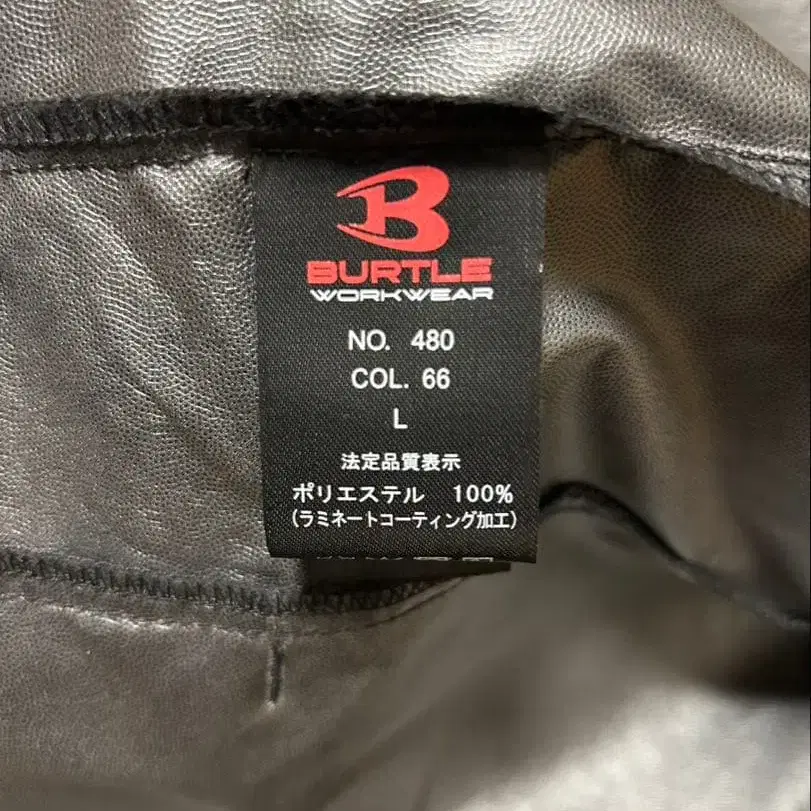 B
BURTLE
WORKWEAR
NO. 480
COL. 66
L
法定品質表示
ポリエステル 100%
(ラミネートコーティング加工)